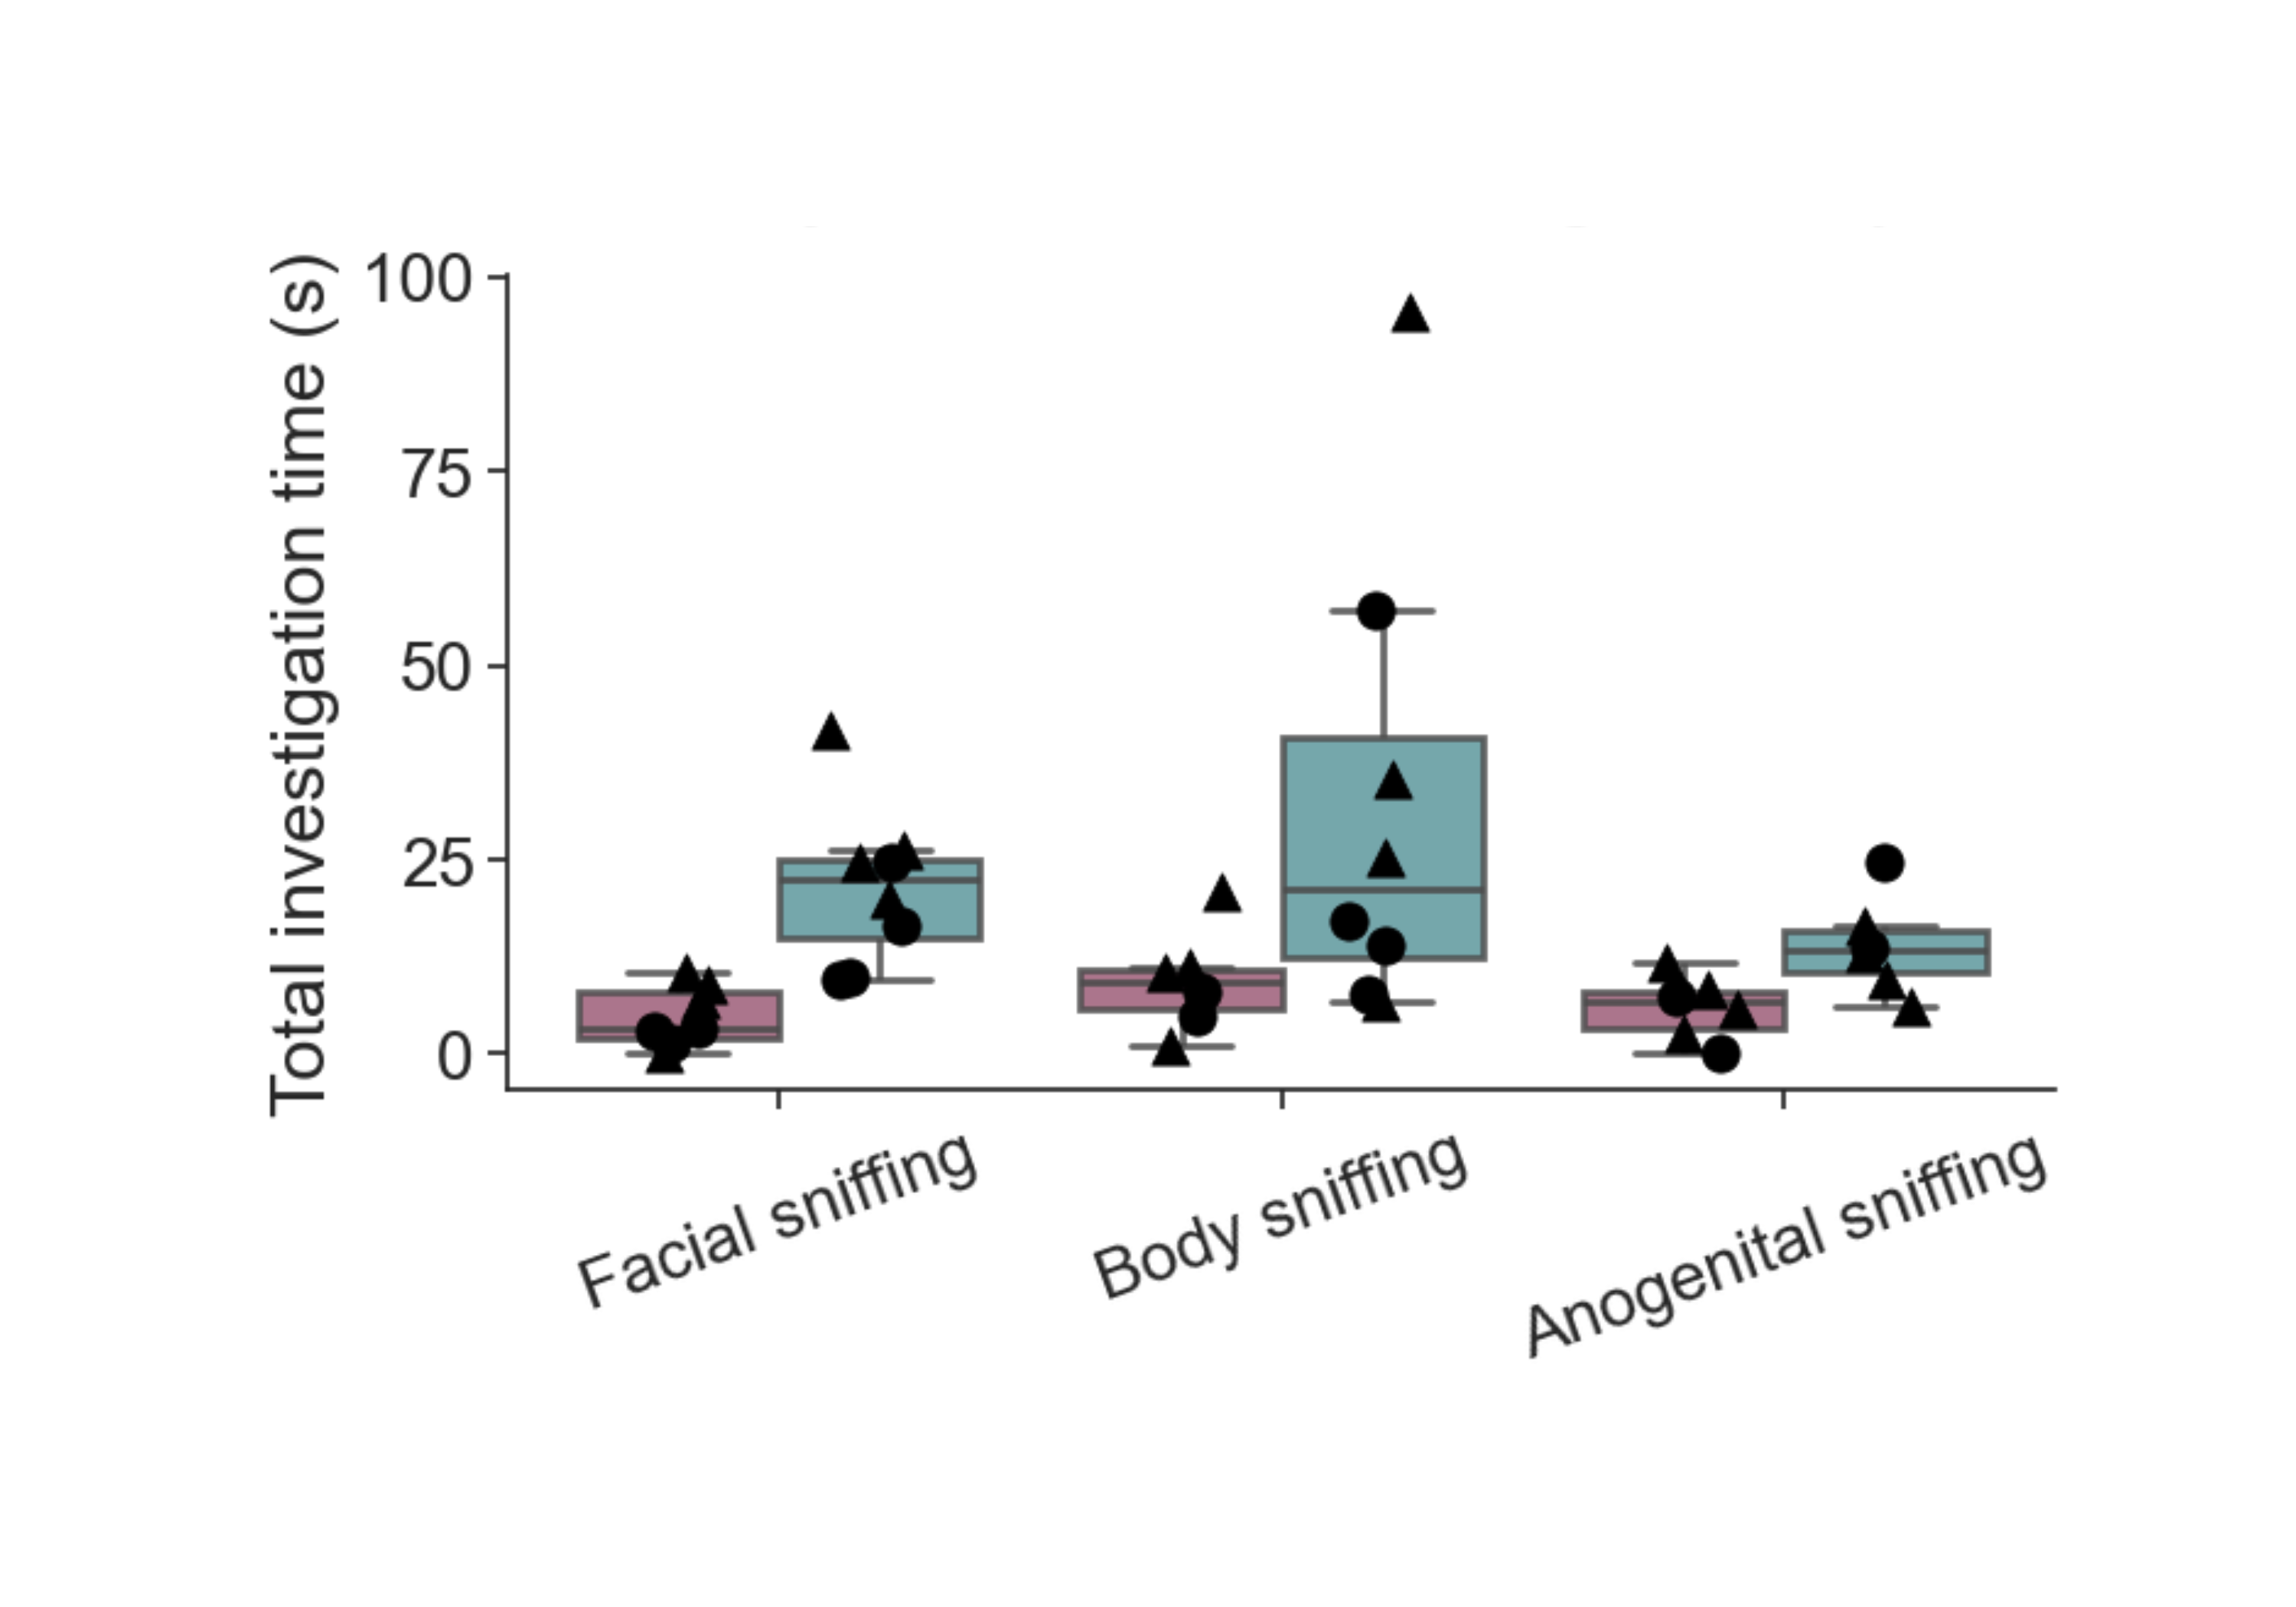 Total investigation time (s)
100
75
50
25
0
Facial sniffing
Body sniffing
Anogenital sniffing